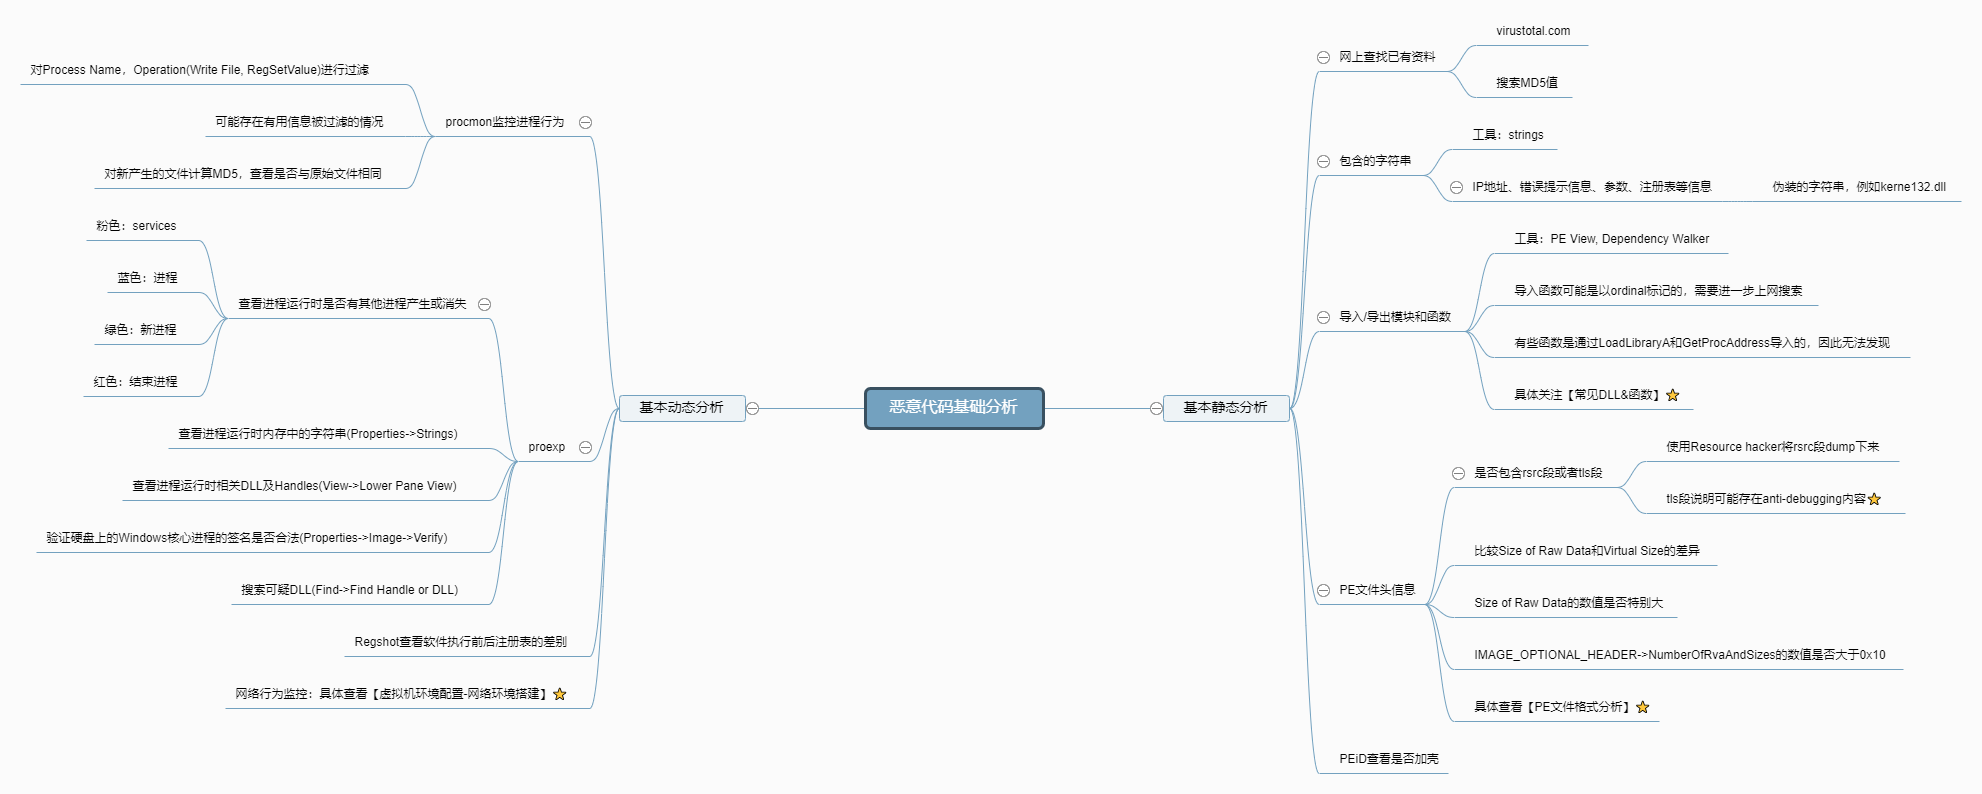 恶意代码基础分析
基本静态分析
网上查找已有资料
virustotal.com
搜索MD5值
包含的字符串
工具：strings
IP地址、错误提示信息、参数、注册表等信息
伪装的字符串，例如kerne132.dll
导入/导出模块和函数
工具：PE View, Dependency Walker
导入函数可能是以ordinal标记的，需要进一步上网搜索
有些函数是通过LoadLibraryA和GetProcAddress导入的，因此无法发现
具体关注【常见DLL&函数】
PE文件头信息
是否包含rsrc段或者tls段
使用Resource hacker将rsrc段dump下来
tls段说明可能存在anti-debugging内容
比较Size of Raw Data和Virtual Size的差异
Size of Raw Data的数值是否特别大
IMAGE_OPTIONAL_HEADER->NumberOfRvaAndSizes的数值是否大于0x10
具体查看【PE文件格式分析】
PEiD查看是否加壳
基本动态分析
procmon监控进程行为
对Process Name，Operation(Write File, RegSetValue)进行过滤
可能存在有用信息被过滤的情况
对新产生的文件计算MD5，查看是否与原始文件相同
proexp
查看进程运行时是否有其他进程产生或消失
粉色：services
蓝色：进程
绿色：新进程
红色：结束进程
查看进程运行时内存中的字符串(Properties->Strings)
查看进程运行时相关DLL及Handles(View->Lower Pane View)
验证硬盘上的Windows核心进程的签名是否合法(Properties->Image->Verify)
搜索可疑DLL(Find->Find Handle or DLL)
Regshot查看软件执行前后注册表的差别
网络行为监控：具体查看【虚拟机环境配置-网络环境搭建】